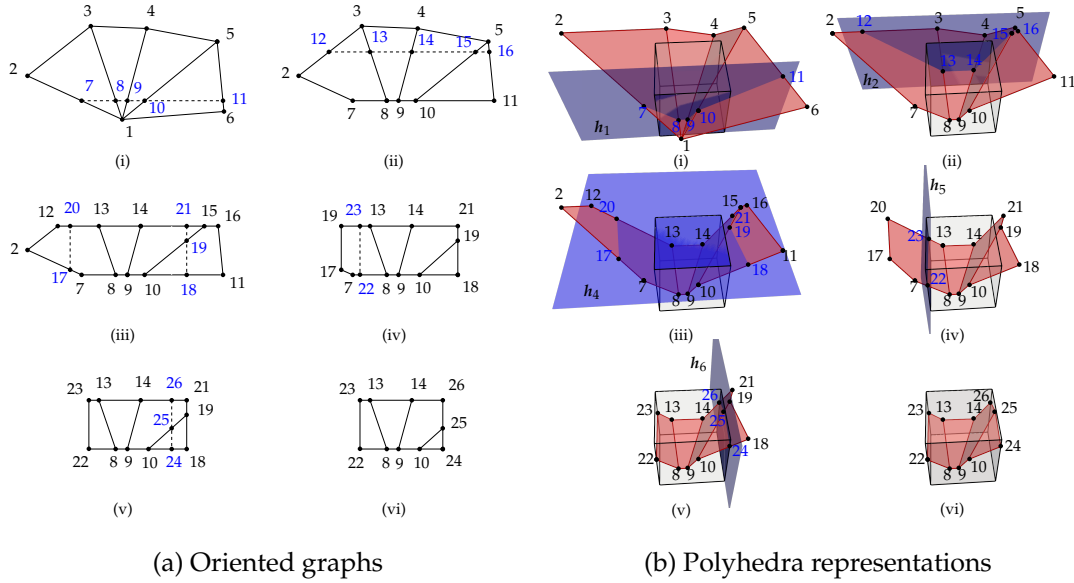 3 4 5 2 7 8 9 10 11 6 1
(i)
3 4 5 12 13 14 15 16 2 7 8 9 10 11
(ii)
2 3 4 5 11 7 6 8 9 10 1 h1
(i)
2 12 3 4 5 15 16 13 14 h2 11 7 8 9 10
(ii)
12 20 13 14 21 15 16 2 19 17 7 8 9 10 18 11
(iii)
19 23 13 14 21 19 7 22 8 9 10 18
(iv)
2 12 20 15 16 21 19 13 14 17 18 11 7 8 9 10 h4
(iii)
h5 20 21 19 23 13 14 17 18 22 8 9 10
(iv)
23 13 14 26 21 19 25 22 8 9 10 24 18
(v)
23 13 14 26 25 22 8 9 10 24
(vi)
h6 21 26 19 23 13 14 25 18 24 22 8 9 10
(v)
26 23 13 14 25 24 22 8 9 10
(vi)
(a) Oriented graphs
(b) Polyhedra representations